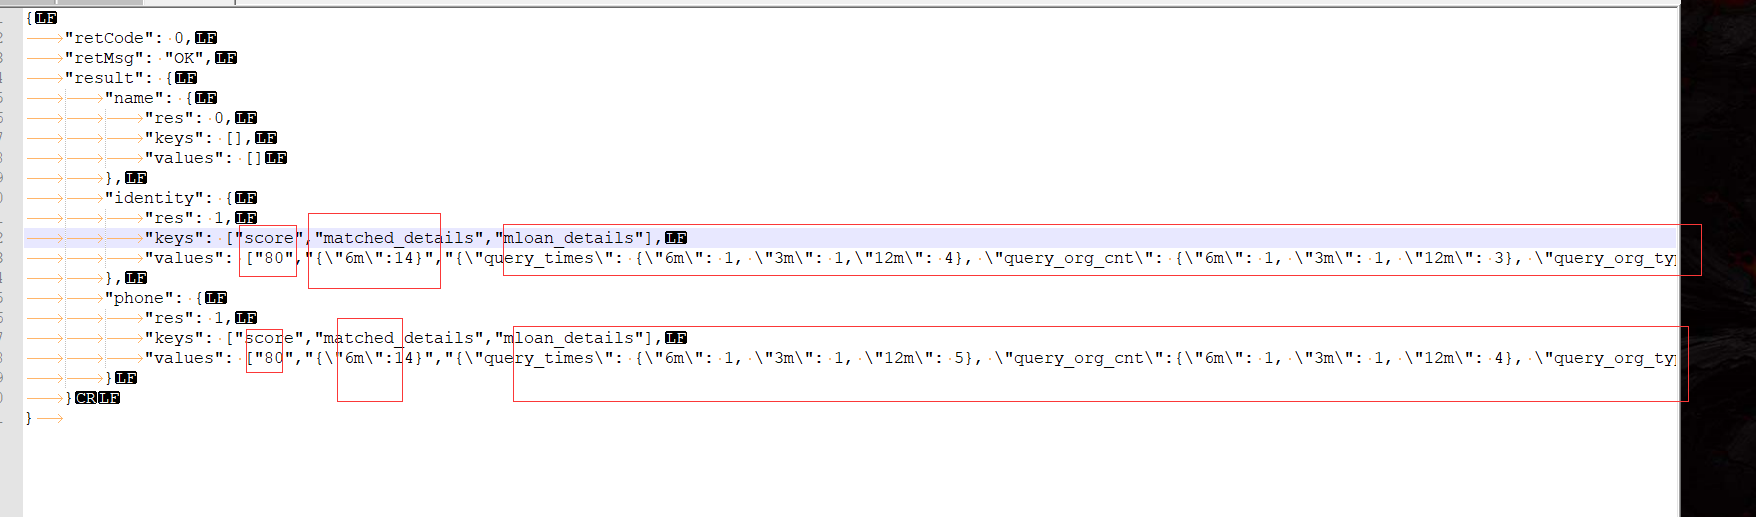 {LF
"retCode": 0,LF
"retMsg": "OK",LF
"result": {LF
"name": {LF
"res": 0,LF
"keys": [],LF
"values": []LF
},LF
"identity": {LF
"res": 1,LF
"keys": ["score","matched_details","mloan_details"],LF
"values": ["80","{\"6m\":14}","{\"query_times\": {\"6m\": 1, \"3m\": 1,\"12m\": 4}, \"query_org_cnt\": {\"6m\": 1, \"3m\": 1, \"12m\": 3}, \"query_org_typ
},LF
"phone": {LF
"res": 1,LF
"keys": ["score","matched_details","mloan_details"],LF
"values": ["80","{\"6m\":14}","{\"query_times\": {\"6m\": 1, \"3m\": 1, \"12m\": 5}, \"query_org_cnt\":{\"6m\": 1, \"3m\": 1, \"12m\": 4}, \"query_org_typ
}LF
}CRLF
}